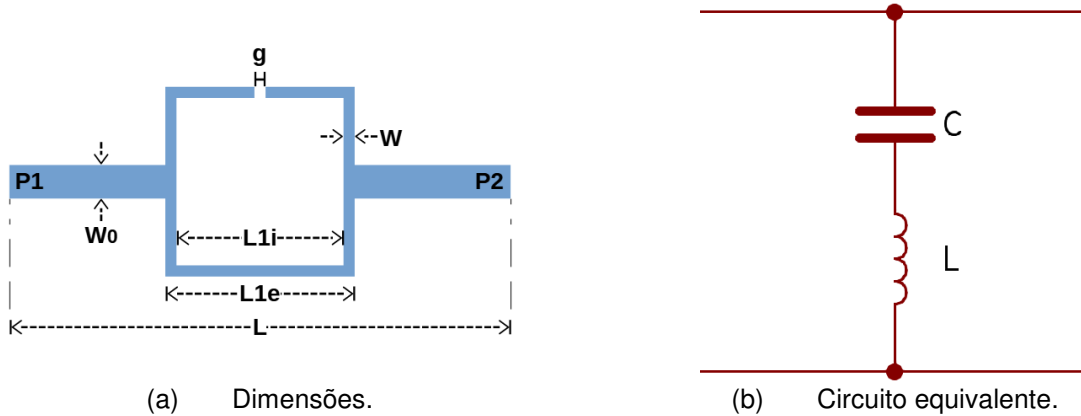 g
W
P1
P2
W0
L1i
L1e
L
(a) Dimensões.
C
L
(b) Circuito equivalente.